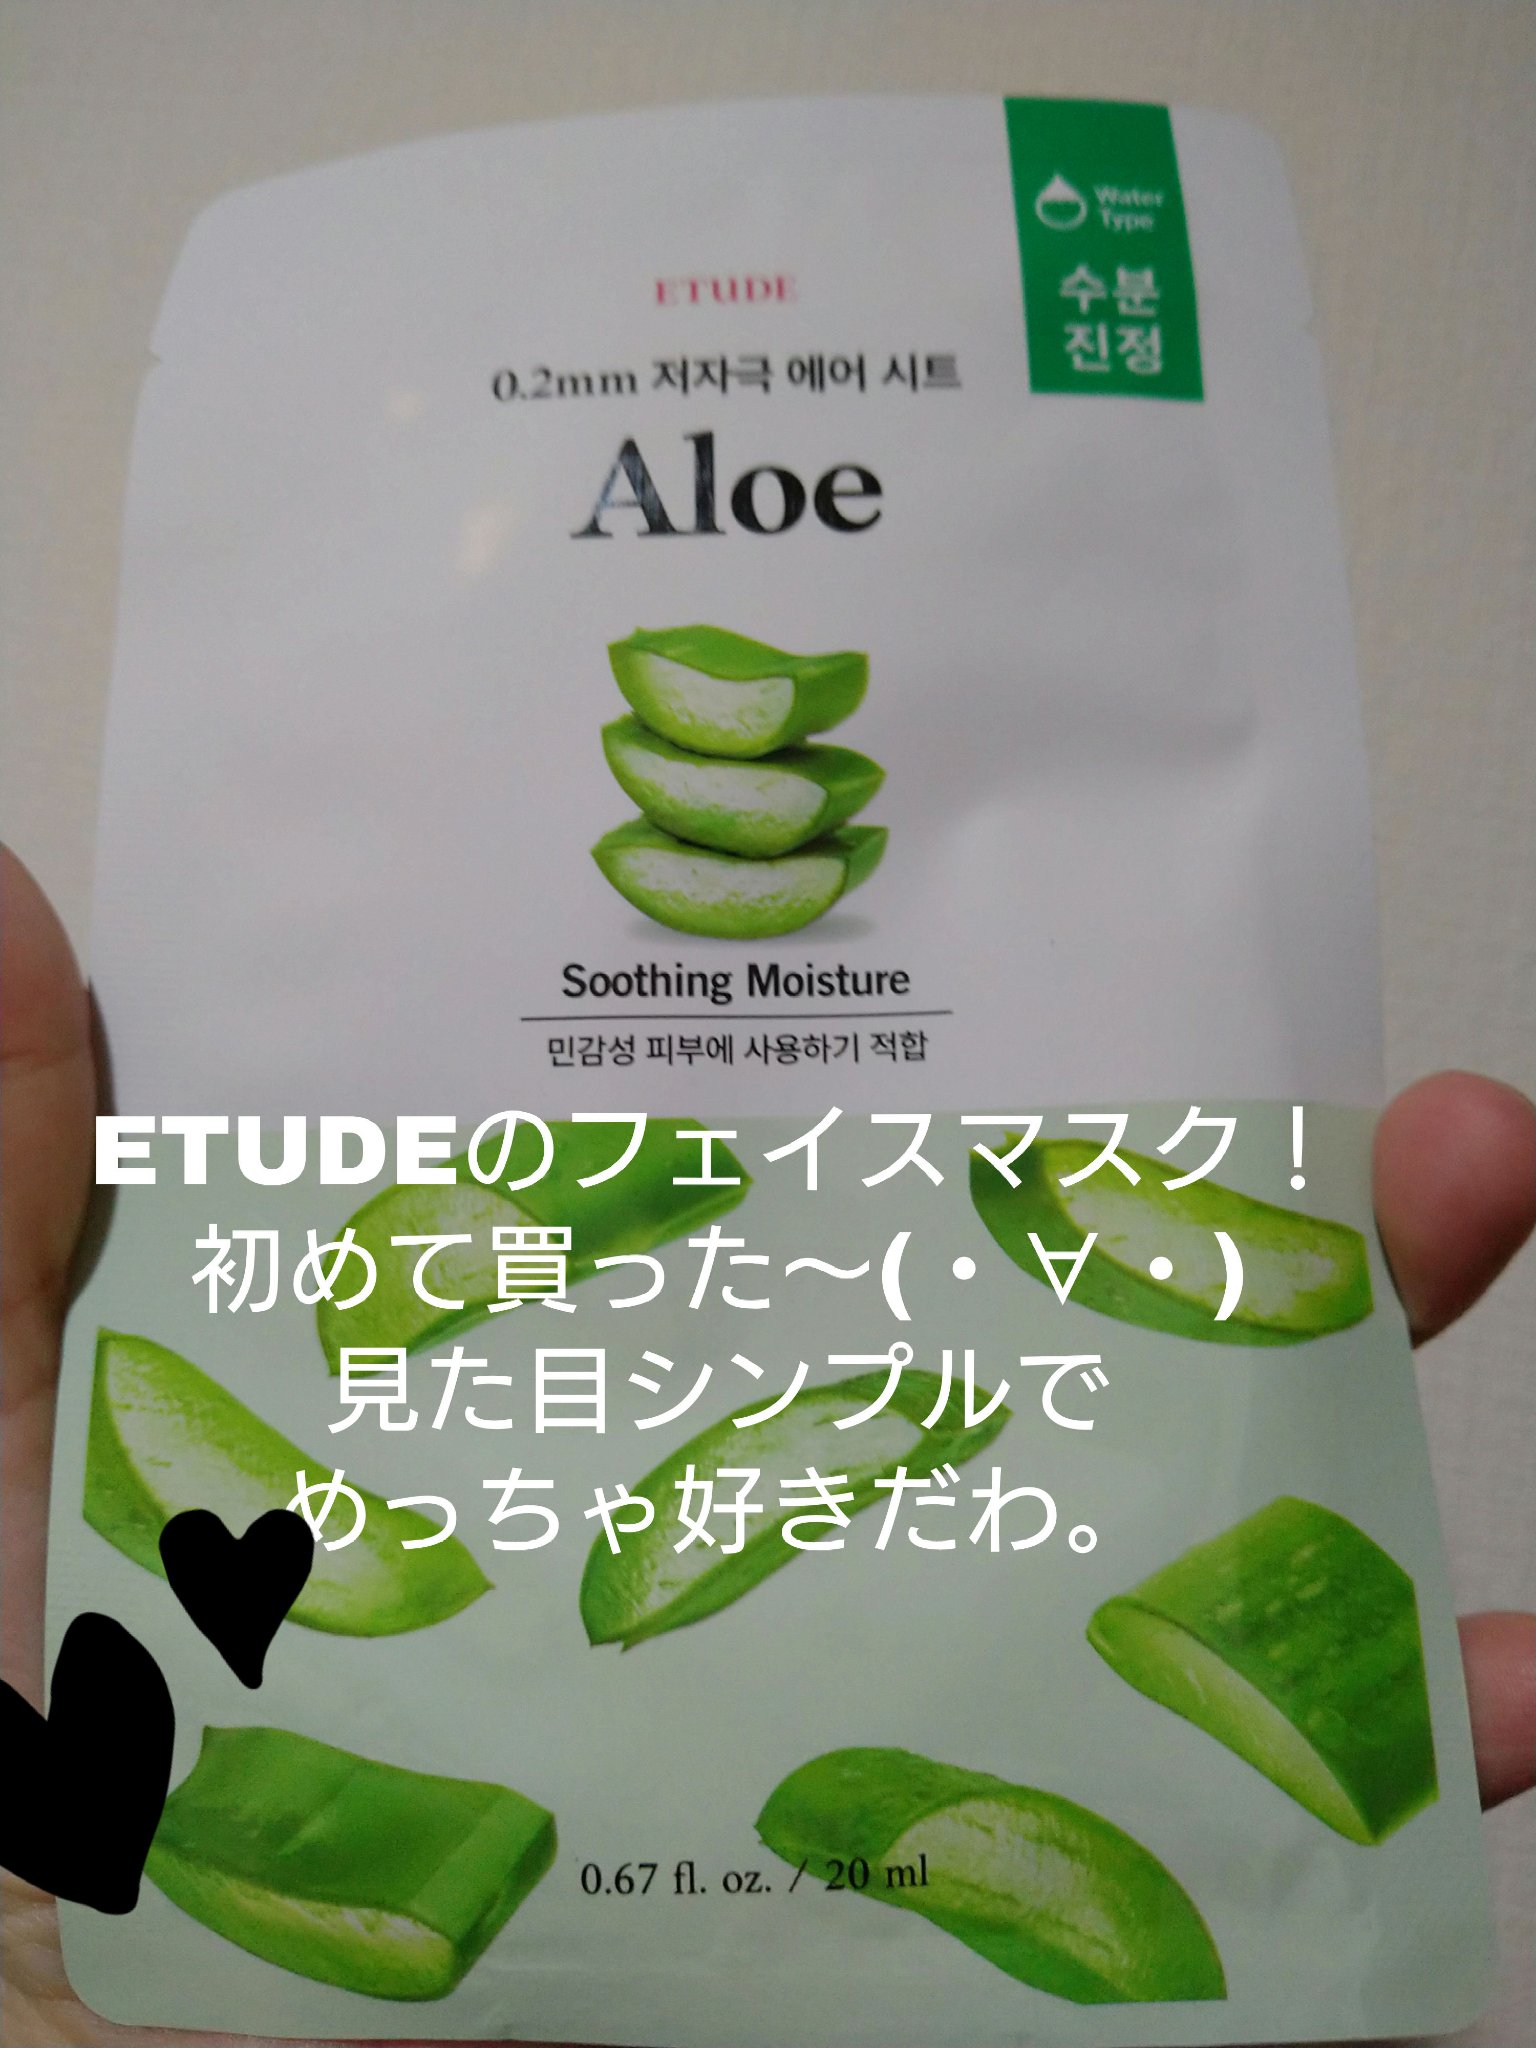 Water
Type
수분
진정
ETUDE
0.2mm 저자극 에어 시트
Aloe
Soothing Moisture
민감성 피부에 사용하기 적합
ETUDEのフェイスマスク！
初めて買った〜(・∀・)
見た目シンプルで
めっちゃ好きだわ。
0.67 fl. oz. / 20 ml